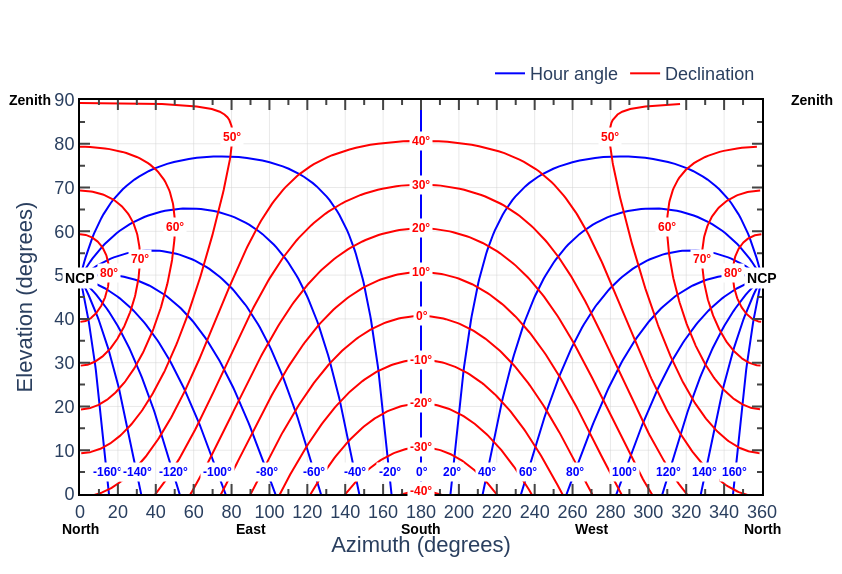 Hour angle Declination
Zenith 90 Zenith
50° 50°
80 40°
70 30°
60 60° 20° 60°
70° 70°
5 NCP 80° 10° 80° NCP
40 0°
30 -10°
20 -20°
10 -30°
-160° -140° -120° -100° -80° -60° -40° -20° 0° 20° 40° 60° 80° 100° 120° 140° 160°
0 -40°
0 20 40 60 80 100 120 140 160 180 200 220 240 260 280 300 320 340 360
North East South West North
Azimuth (degrees)
Elevation (degrees)